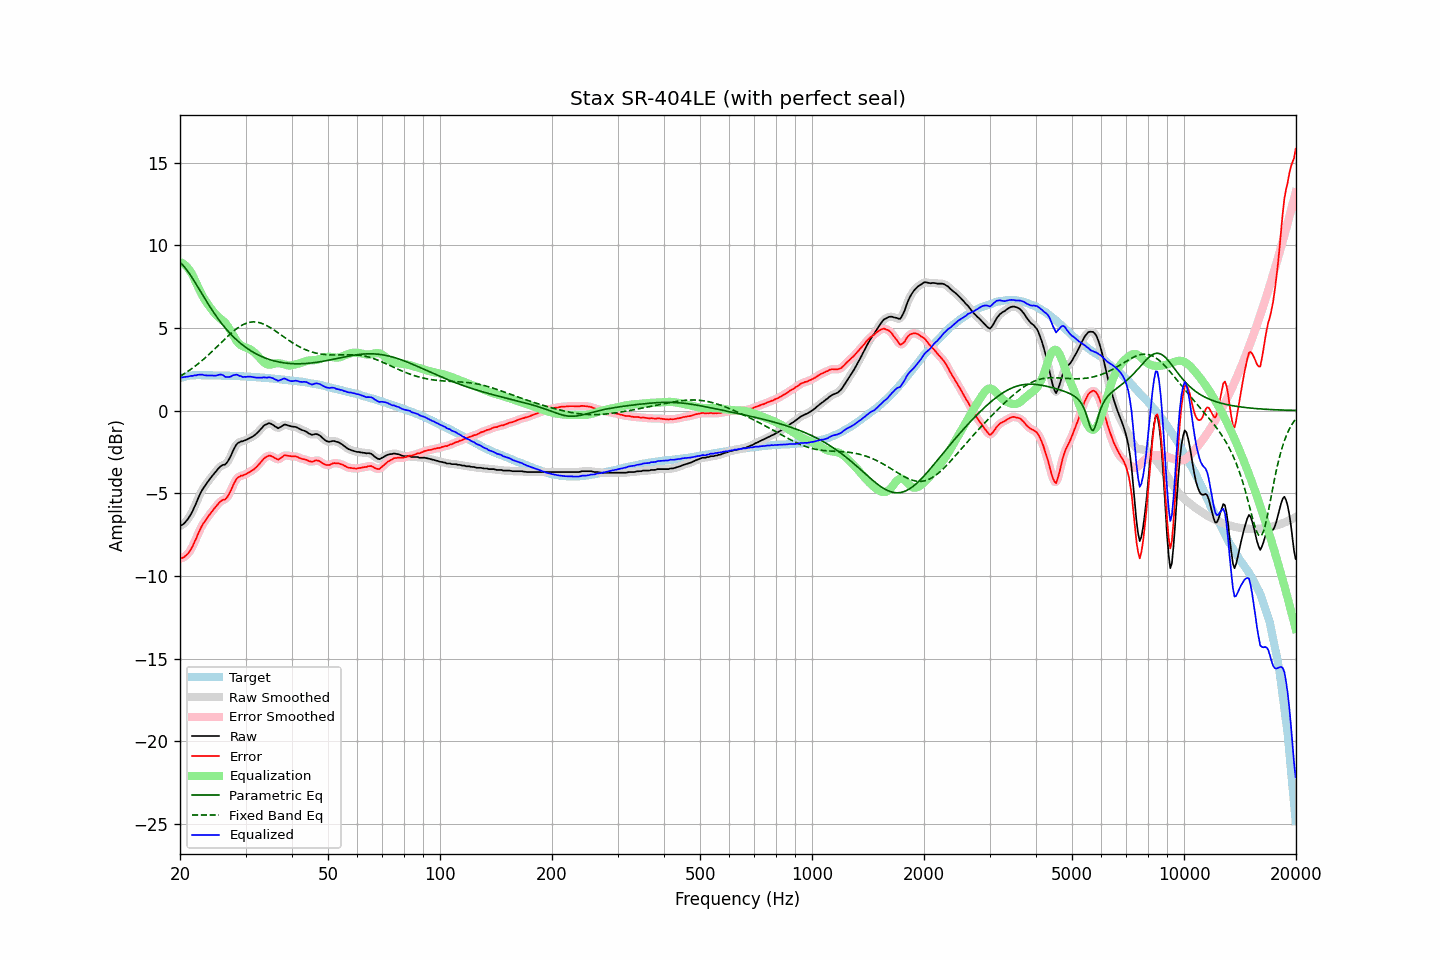 Stax SR-404LE (with perfect seal)
Amplitude (dBr)
15
10
5
0
−5
−10
−15
−20
−25
Target
Raw Smoothed
Error Smoothed
Raw
Error
Equalization
Parametric Eq
Fixed Band Eq
Equalized
20 50 100 200 500 1000 2000 5000 10000 20000
Frequency (Hz)